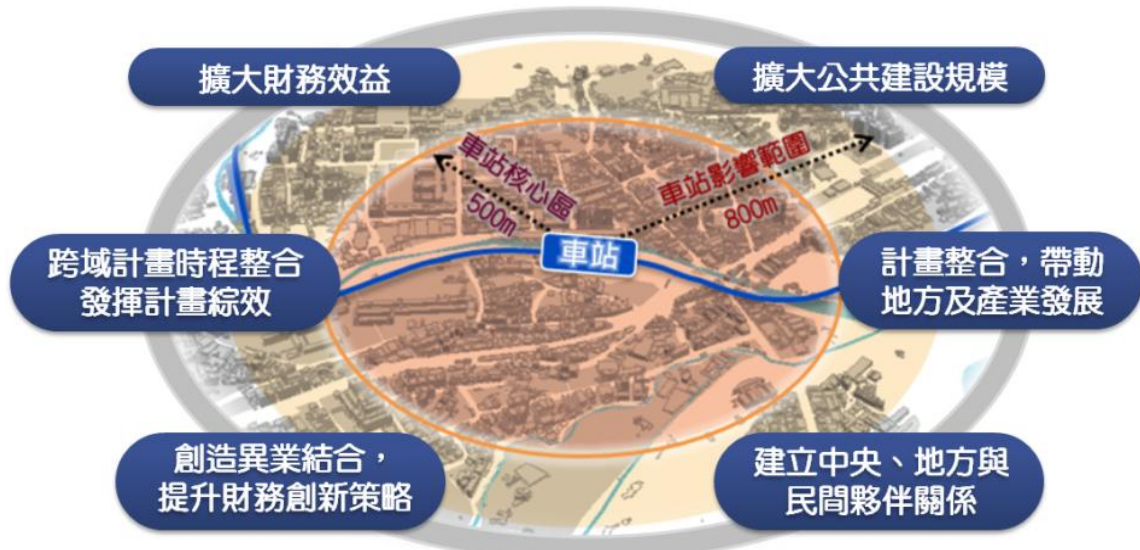 擴大財務效益
擴大公共建設規模
車站核心區
500m
車站影響範圍
800m
車站
跨域計畫時程整合
發揮計畫綜效
計畫整合，帶動
地方及產業發展
創造異業結合，
提升財務創新策略
建立中央、地方與
民間夥伴關係